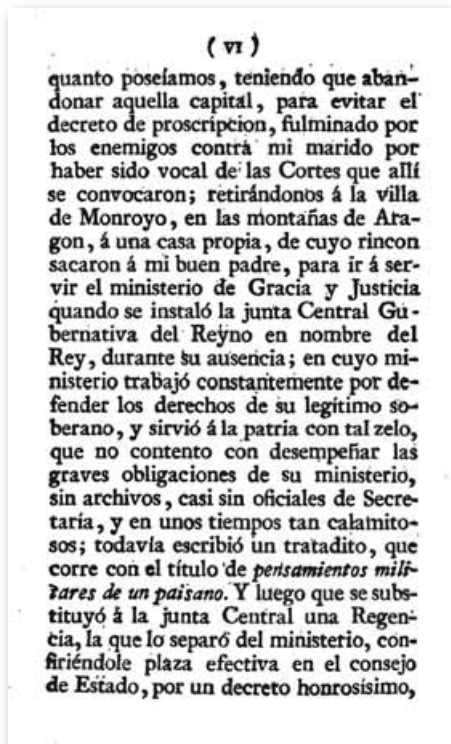 ( VI )
quanto poseíamos, teniendo que aban-
donar aquella capital, para evitar el
decreto de proscripcion, fulminado por
los enemigos contra mi marido por
haber sido vocal de las Cortes que allí
se convocaron; retirándonos á la villa
de Monroyo, en las montañas de Ara-
gon, á una casa propia, de cuyo rincon
sacaron á mi buen padre, para ir á ser-
vir el ministerio de Gracia y Justicia
quando se instaló la junta Central Gu-
bernativa del Reyno en nombre del
Rey, durante su ausencia; en cuyo mi-
nisterio trabajó constantemente por de-
fender los derechos de su legítimo so-
berano, y sirvió á la patria con tal zelo,
que no contento con desempeñar las
graves obligaciones de su ministerio,
sin archivos, casi sin oficiales de Secre-
taría, y en unos tiempos tan calamito-
sos; todavía escribió un tratadito, que
corre con el título de pensamientos mili-
tares de un paisano. Y luego que se subs-
tituyó á la junta Central una Regen-
cia, la que lo separó del ministerio, con-
firiéndole plaza efectiva en el consejo
de Estado, por un decreto honrosísimo,